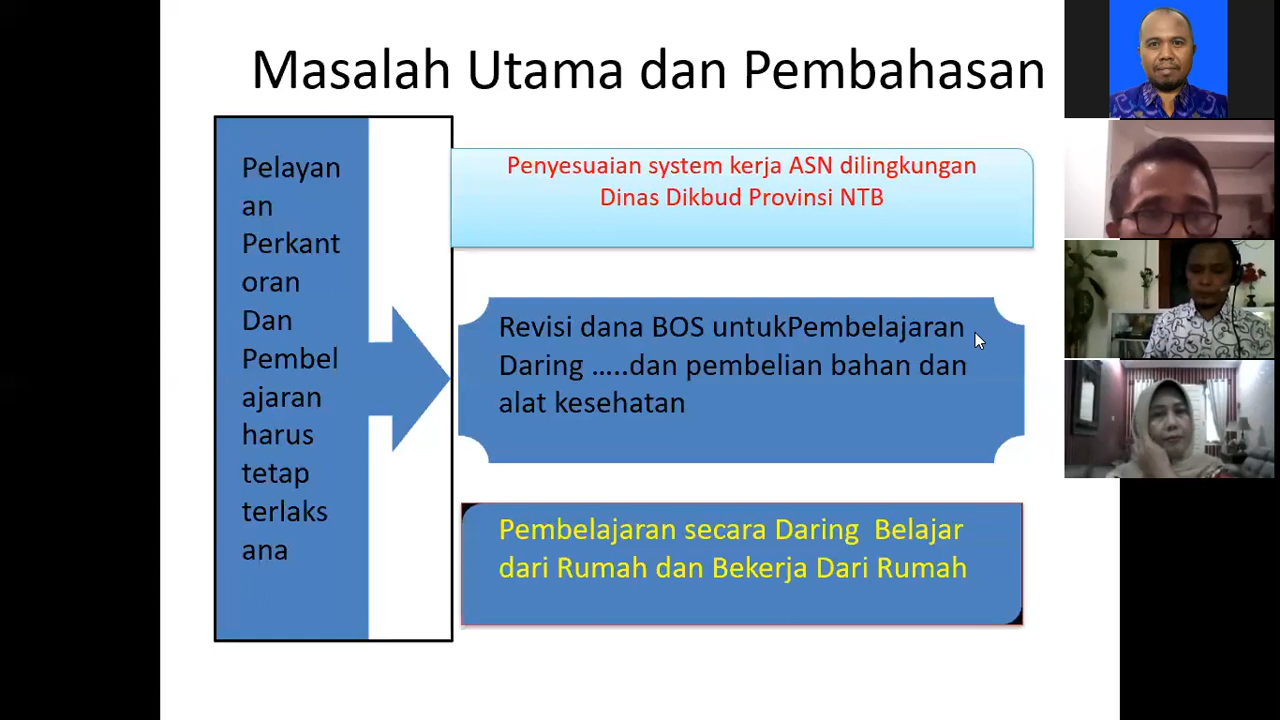 Masalah Utama dan Pembahasan
Pelayan
an
Perkant
oran
Dan
Pembel
ajaran
harus
tetap
terlaks
ana
Penyesuaian system kerja ASN dilingkungan
Dinas Dikbud Provinsi NTB
Revisi dana BOS untukPembelajaran
Daring …..dan pembelian bahan dan
alat kesehatan
Pembelajaran secara Daring  Belajar
dari Rumah dan Bekerja Dari Rumah